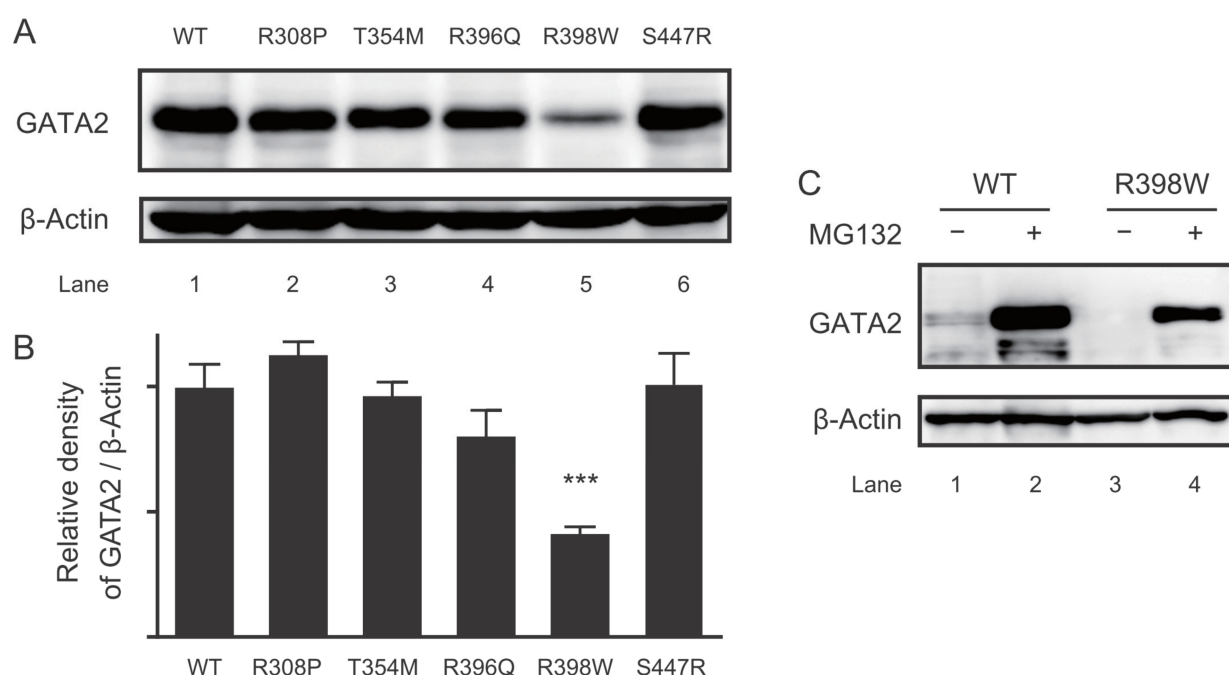 A
WT R308P T354M R396Q R398W S447R
GATA2
β-Actin
Lane 1 2 3 4 5 6
B
Relative density
of GATA2 / β-Actin
***
WT R308P T354M R396Q R398W S447R
C
WT R398W
MG132 − + − +
GATA2
β-Actin
Lane 1 2 3 4